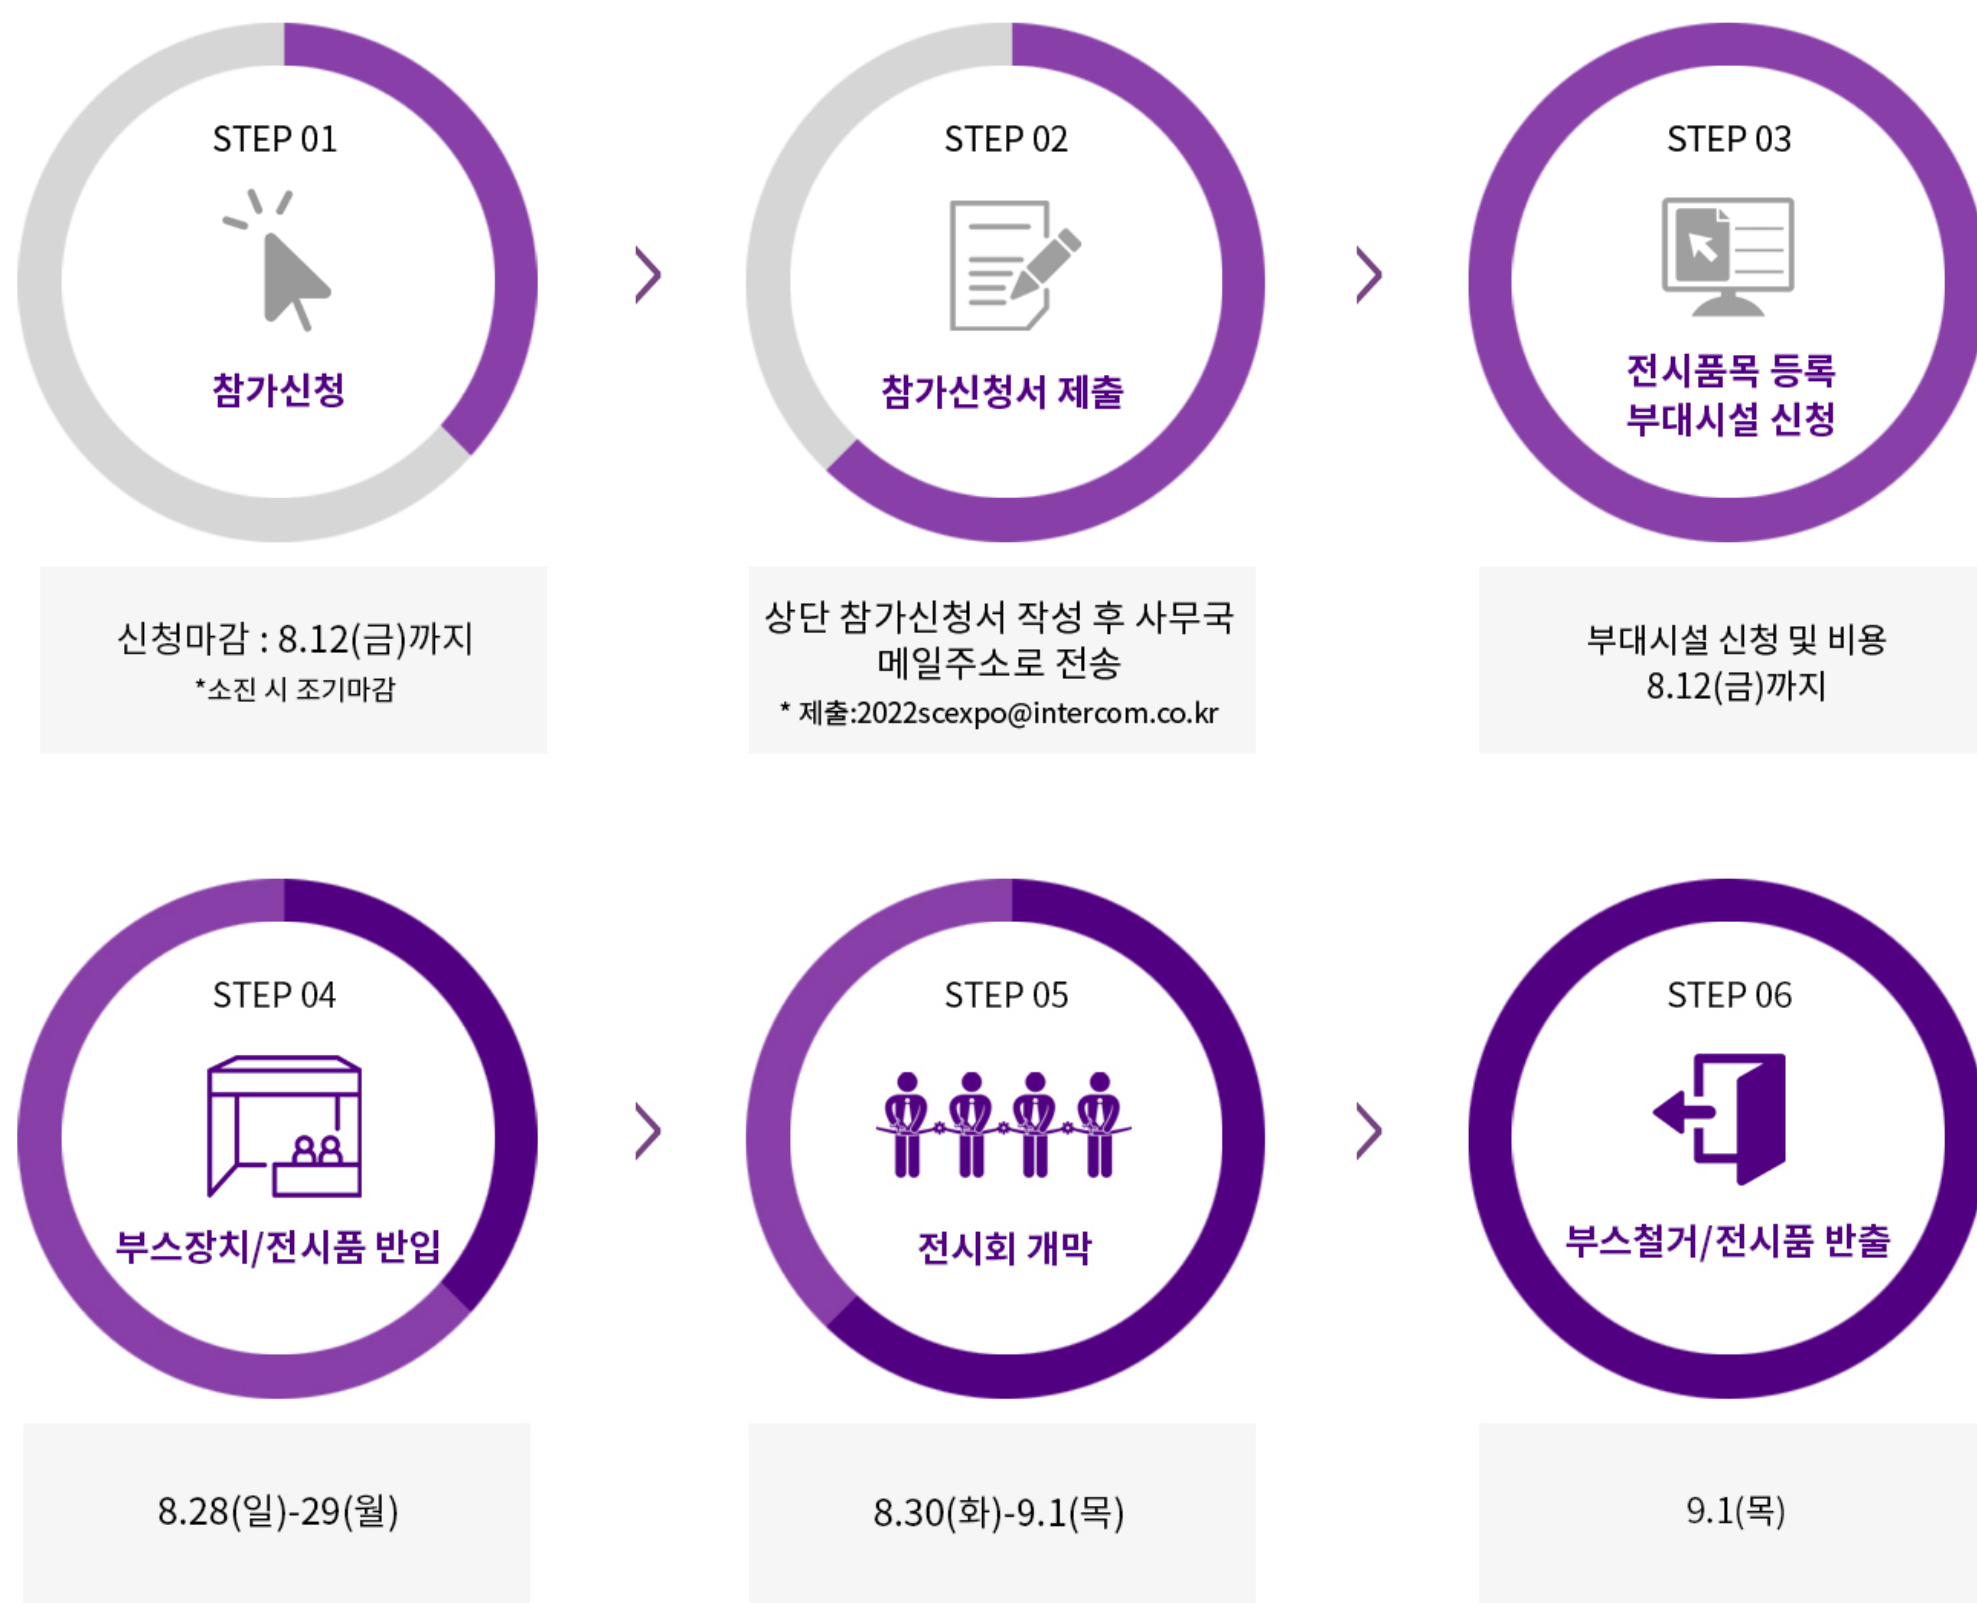 STEP 01
참가신청
신청마감 : 8.12(금)까지
*소진 시 조기마감
STEP 02
참가신청서 제출
상단 참가신청서 작성 후 사무국
메일주소로 전송
* 제출:2022scexpo@intercom.co.kr
STEP 03
전시품목 등록
부대시설 신청
부대시설 신청 및 비용
8.12(금)까지
STEP 04
부스장치/전시품 반입
8.28(일)-29(월)
STEP 05
전시회 개막
8.30(화)-9.1(목)
STEP 06
부스철거/전시품 반출
9.1(목)